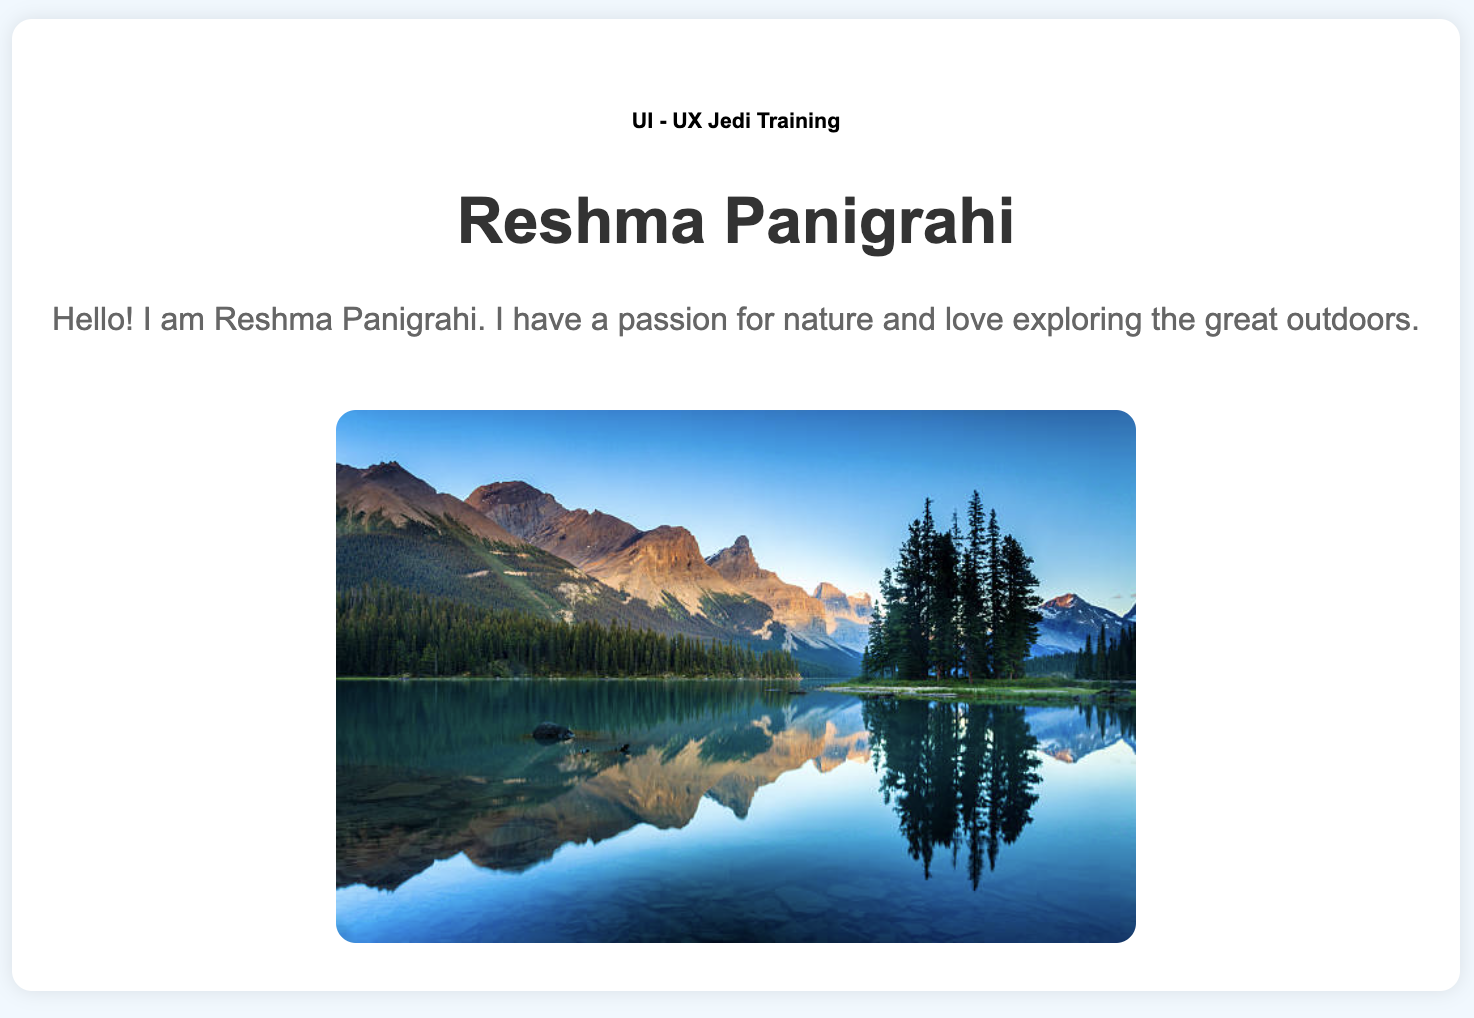 UI - UX Jedi Training
Reshma Panigrahi
Hello! I am Reshma Panigrahi. I have a passion for nature and love exploring the great outdoors.